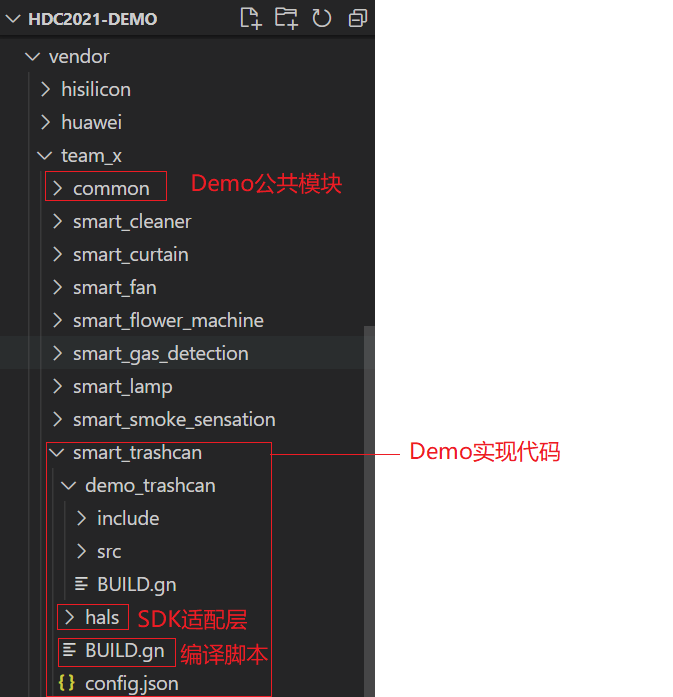 HDC2021-DEMO
vendor
hisilicon
huawei
team_x
common Demo公共模块
smart_cleaner
smart_curtain
smart_fan
smart_flower_machine
smart_gas_detection
smart_lamp
smart_smoke_sensation
smart_trashcan Demo实现代码
demo_trashcan
include
src
BUILD.gn
hals SDK适配层
BUILD.gn 编译脚本
{} config.json